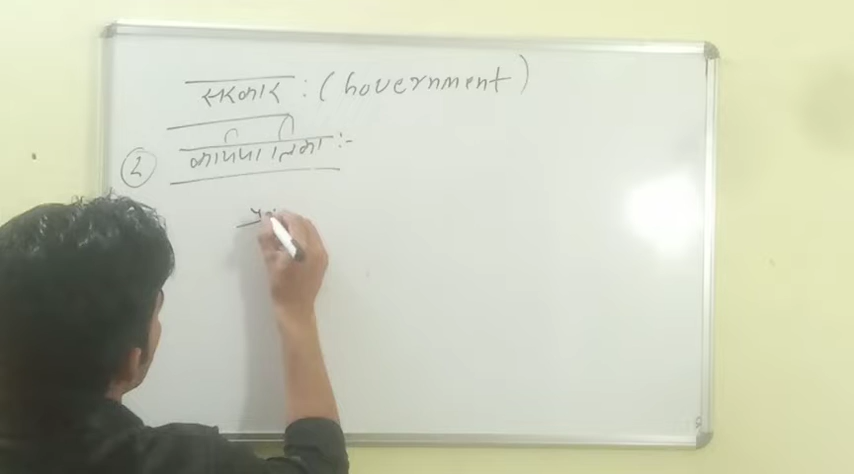 सरकार : (Government)
② कार्यपालिका :-